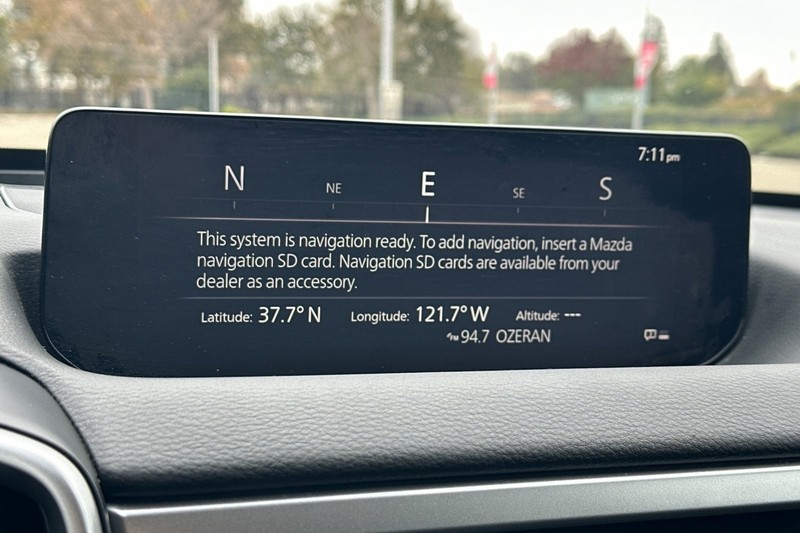 7:11pm
N NE E SE S
This system is navigation ready. To add navigation, insert a Mazda
navigation SD card. Navigation SD cards are available from your
dealer as an accessory.
Latitude: 37.7° N Longitude: 121.7° W Altitude: ---
FM 94.7 OZERAN